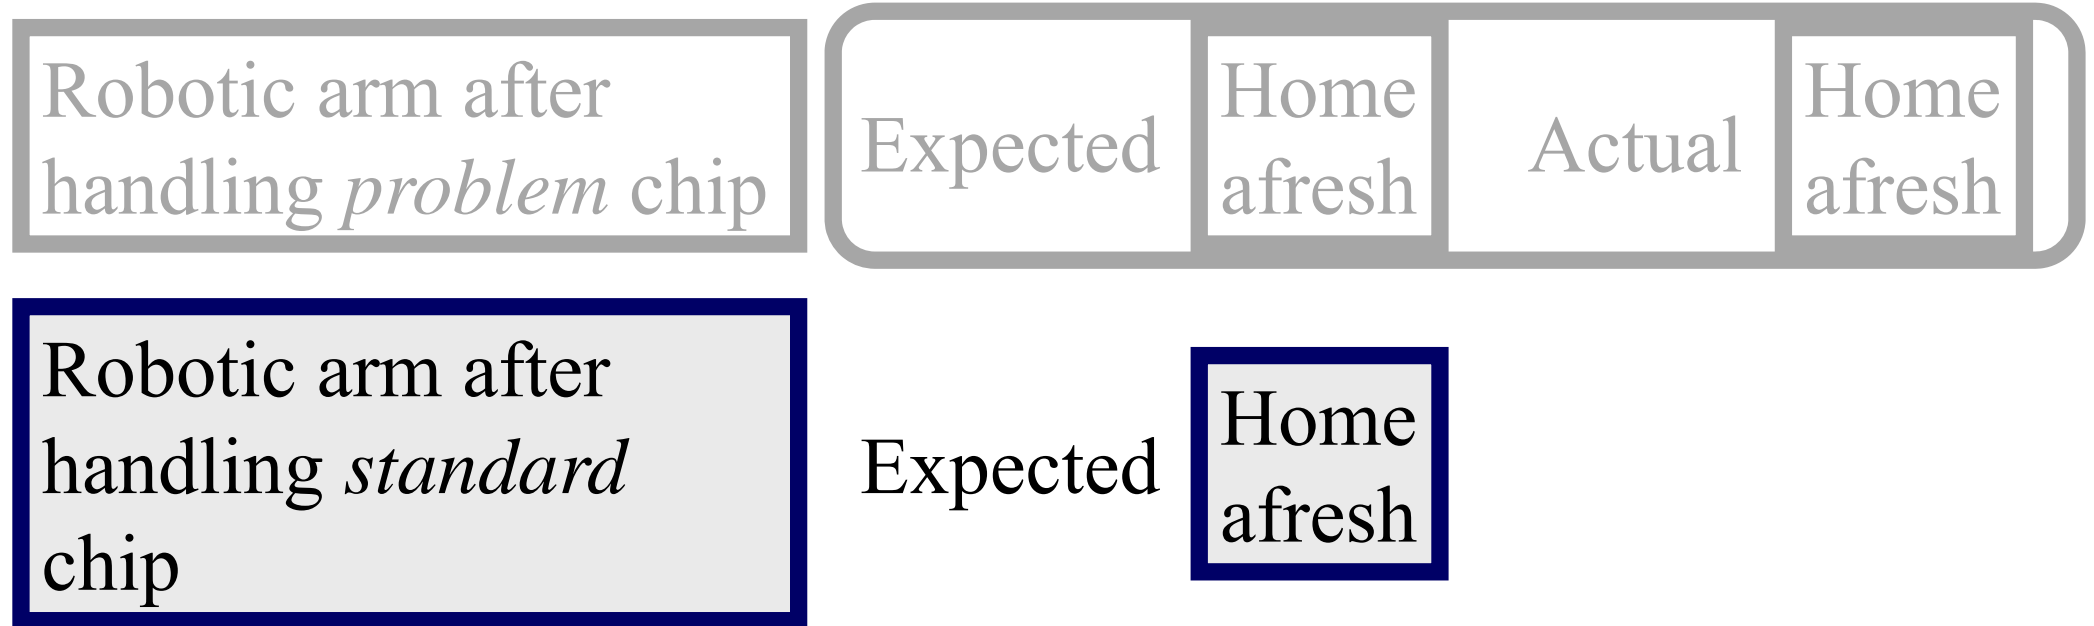 Robotic arm after
handling problem chip
Expected
Home
afresh
Actual
Home
afresh
Robotic arm after
handling standard
chip
Expected
Home
afresh